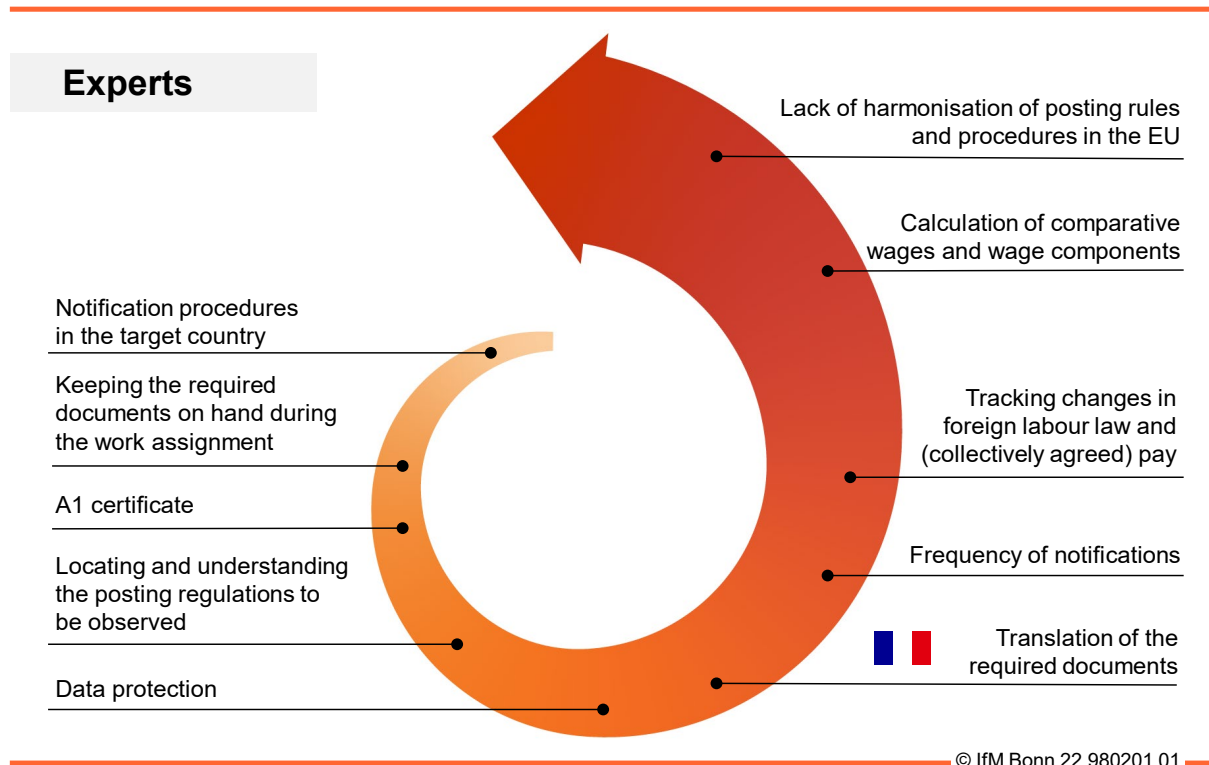 Experts
Lack of harmonisation of posting rules
and procedures in the EU
Calculation of comparative
wages and wage components
Tracking changes in
foreign labour law and
(collectively agreed) pay
Frequency of notifications
Translation of the
required documents
Notification procedures
in the target country
Keeping the required
documents on hand during
the work assignment
A1 certificate
Locating and understanding
the posting regulations to
be observed
Data protection
© IfM Bonn 22 980201 01